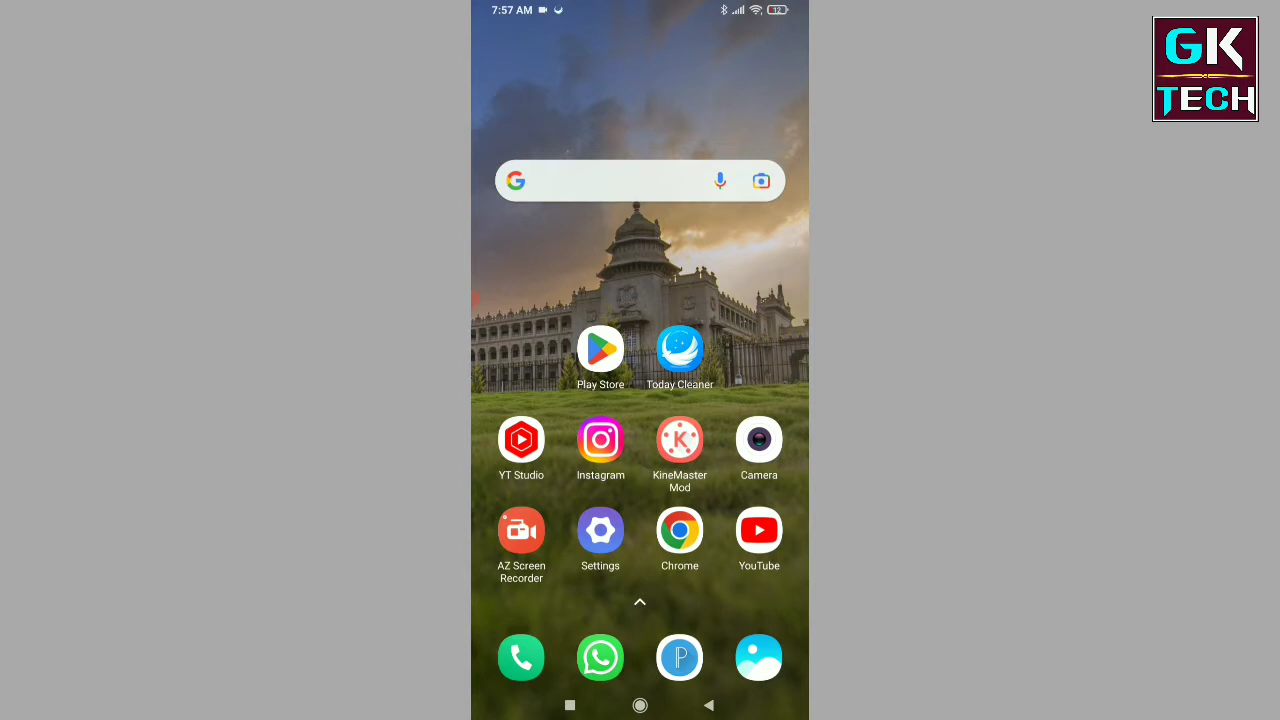 7:57 AM
12
GK
TECH
Play Store
Today Cleaner
YT Studio
Instagram
KineMaster
Mod
Camera
AZ Screen
Recorder
Settings
Chrome
YouTube